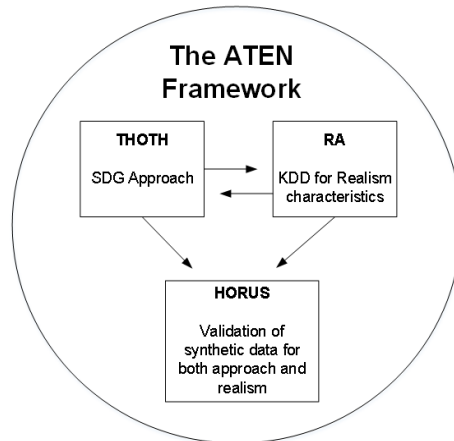 The ATEN
Framework
THOTH
SDG Approach
RA
KDD for Realism
characteristics
HORUS
Validation of
synthetic data for
both approach and
realism